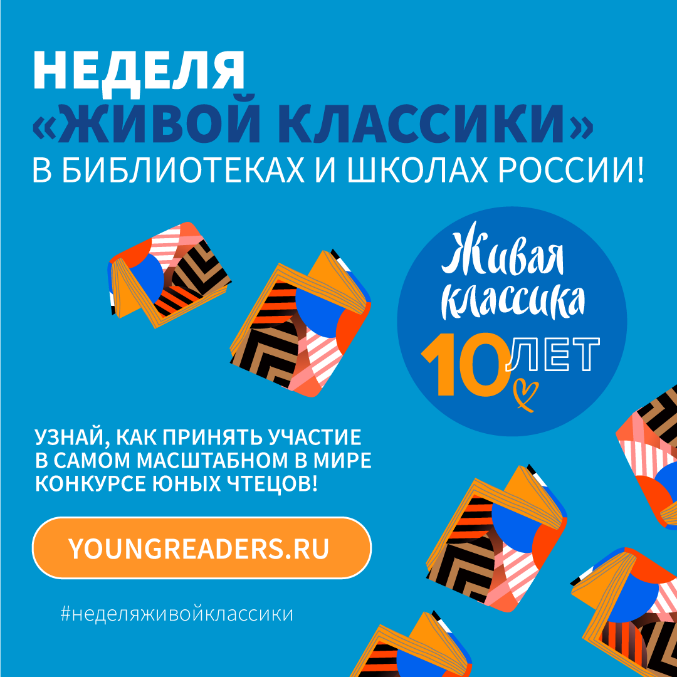 НЕДЕЛЯ
«ЖИВОЙ КЛАССИКИ»
В БИБЛИОТЕКАХ И ШКОЛАХ РОССИИ!
Живая
классика
10 ЛЕТ
УЗНАЙ, КАК ПРИНЯТЬ УЧАСТИЕ
В САМОМ МАСШТАБНОМ В МИРЕ
КОНКУРСЕ ЮНЫХ ЧТЕЦОВ!
YOUNGREADERS.RU
#неделяживойклассики